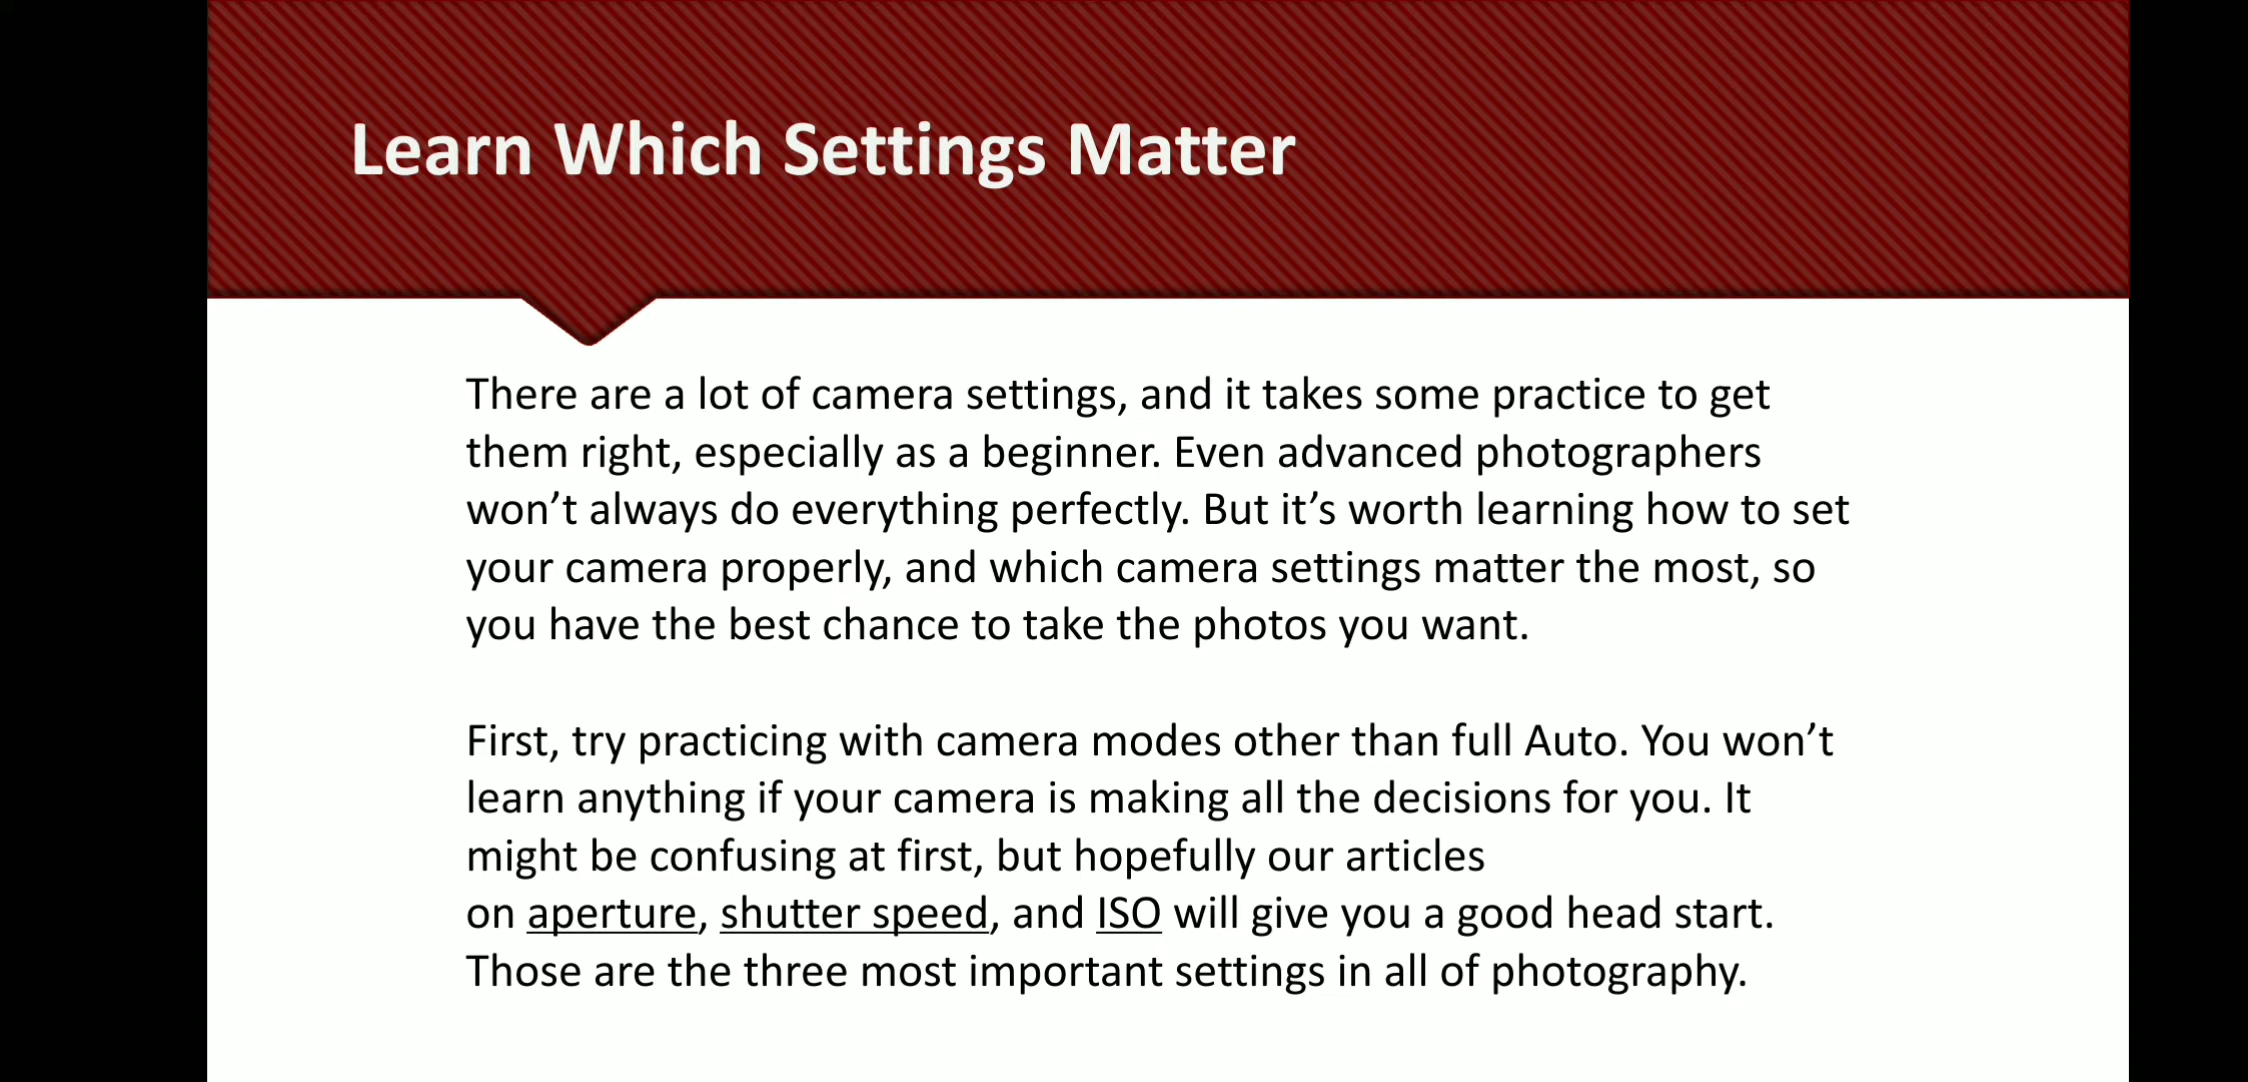 Learn Which Settings Matter
There are a lot of camera settings, and it takes some practice to get
them right, especially as a beginner. Even advanced photographers
won’t always do everything perfectly. But it’s worth learning how to set
your camera properly, and which camera settings matter the most, so
you have the best chance to take the photos you want.
First, try practicing with camera modes other than full Auto. You won’t
learn anything if your camera is making all the decisions for you. It
might be confusing at first, but hopefully our articles
on aperture, shutter speed, and ISO will give you a good head start.
Those are the three most important settings in all of photography.